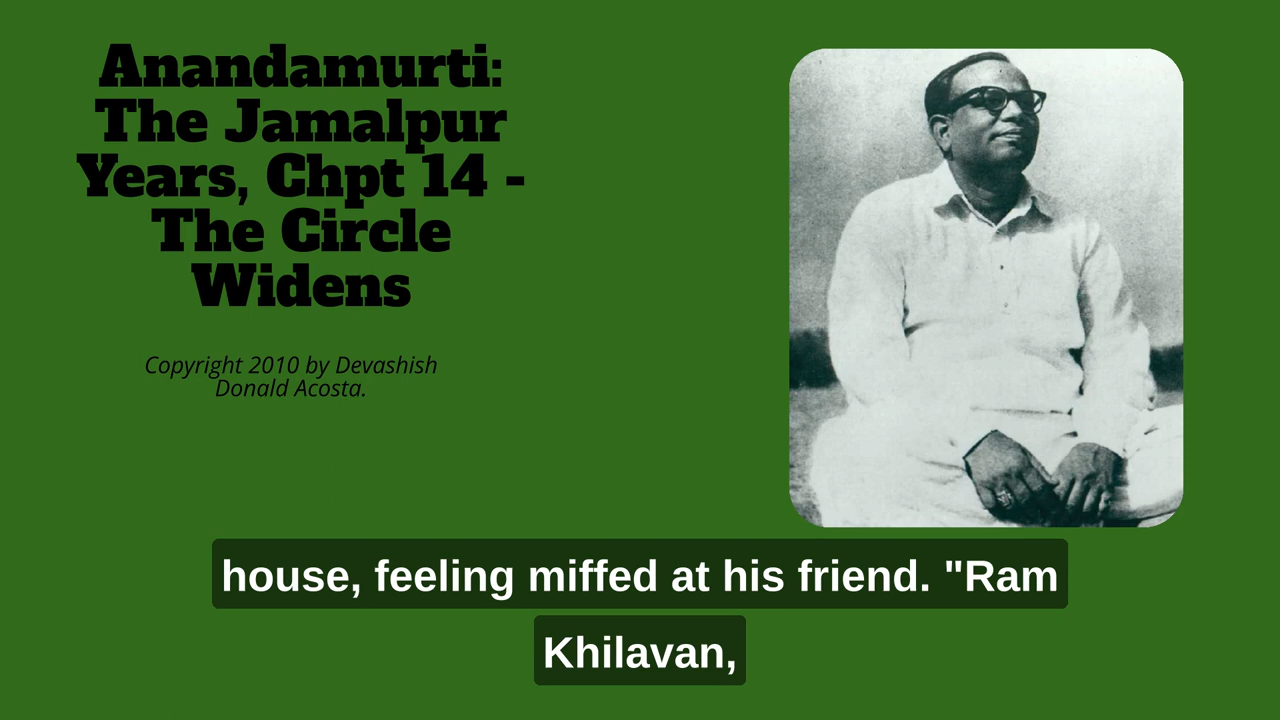 Anandamurti:
The Jamalpur
Years, Chpt 14 -
The Circle
Widens
Copyright 2010 by Devashish
Donald Acosta.
house, feeling miffed at his friend. "Ram
Khilavan,